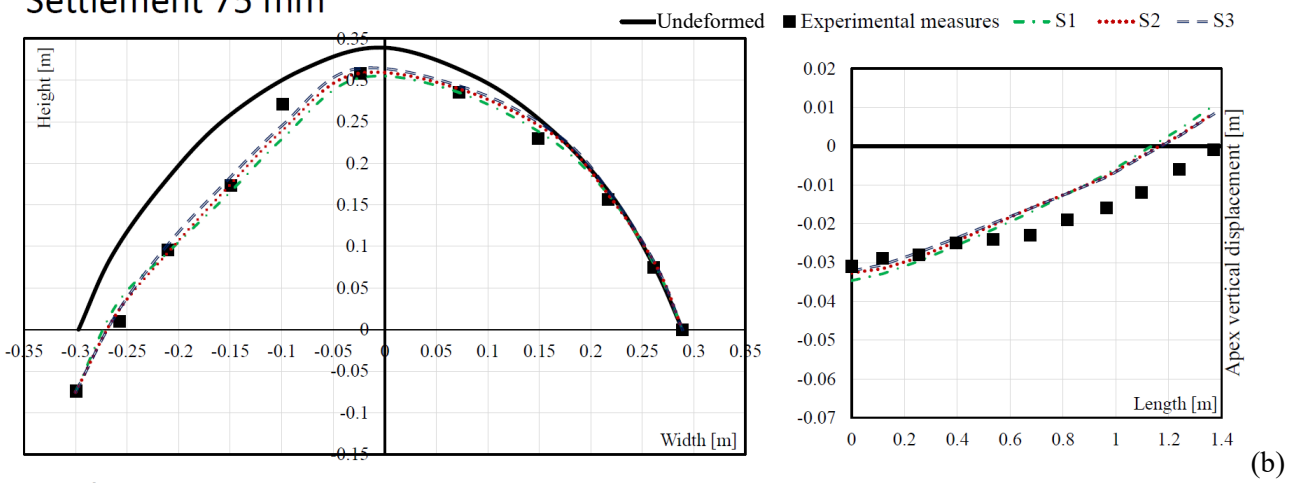 Settlement 75 mm
Undeformed Experimental measures S1 S2 S3
Height [m]
0.35
0.25
0.2
0.15
0.1
0.05
0
-0.05
-0.1
-0.15
-0.35 -0.3 -0.25 -0.2 -0.15 -0.1 -0.05 0 0.05 0.1 0.15 0.2 0.25 0.3 0.35
Width [m]
0.02
0.01
0
-0.01
-0.02
-0.03
-0.04
-0.05
-0.06
-0.07
0 0.2 0.4 0.6 0.8 1 1.2 1.4
Length [m]
Apex vertical displacement [m]
(b)